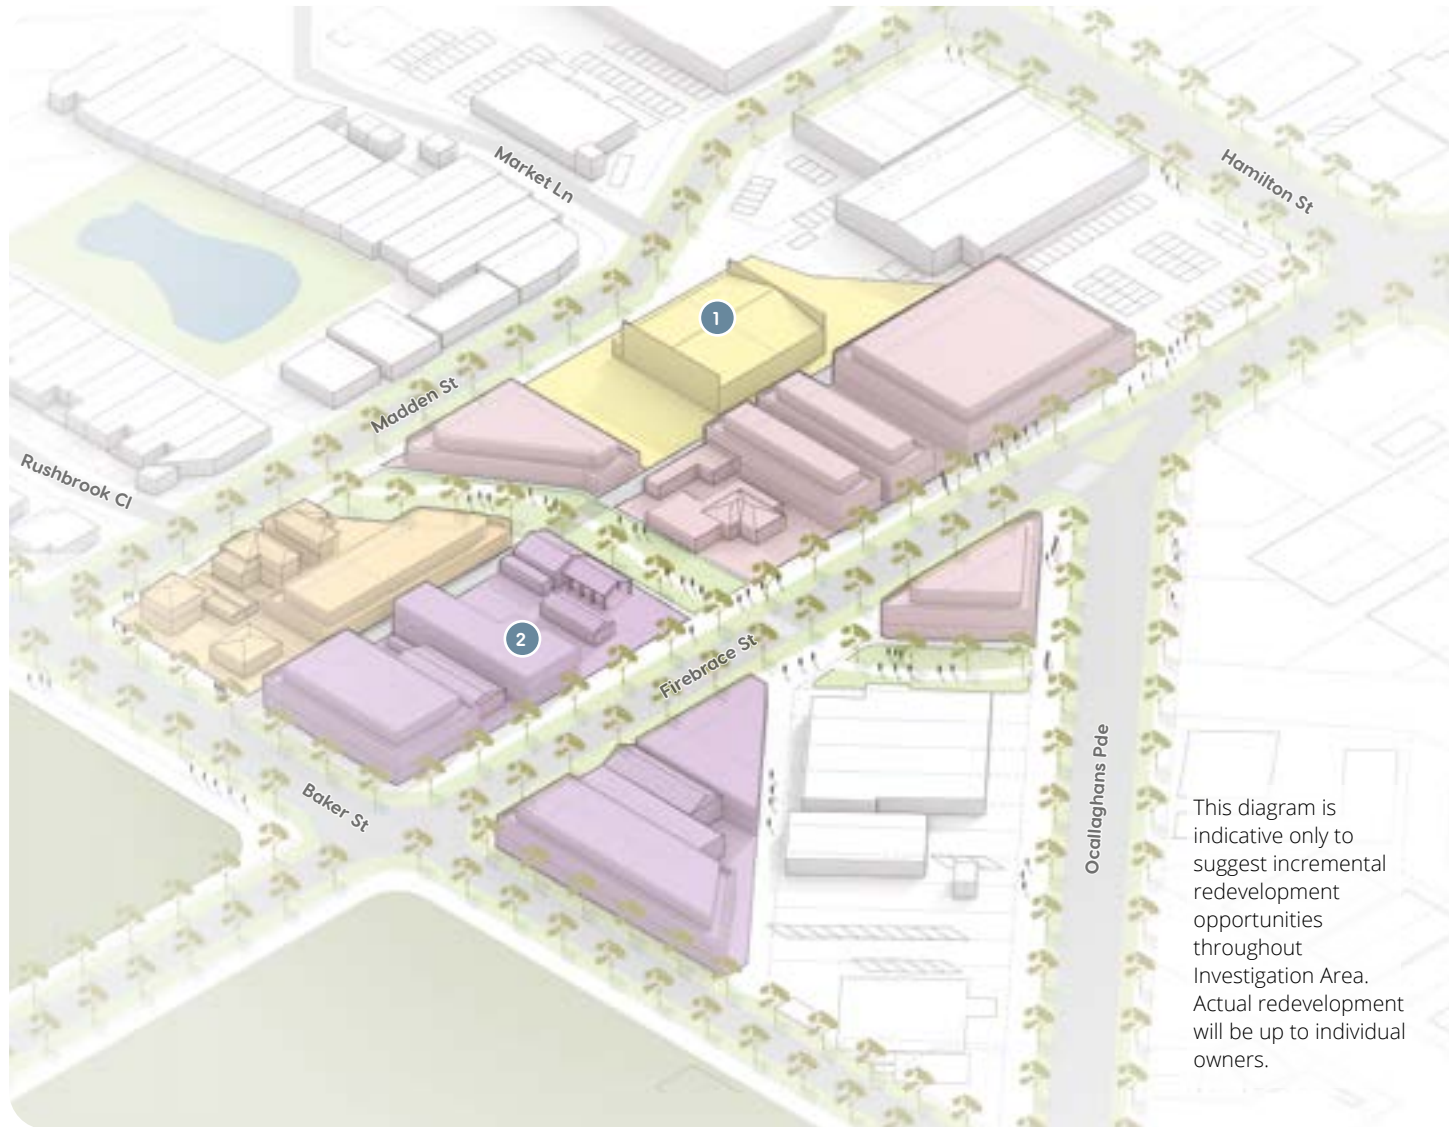 Market Ln
Hamilton St
1
Madden St
Rushbrook Cl
2
Firebrace St
Baker St
Ocallaghans Pde
This diagram is
indicative only to
suggest incremental
redevelopment
opportunities
throughout
Investigation Area.
Actual redevelopment
will be up to individual
owners.